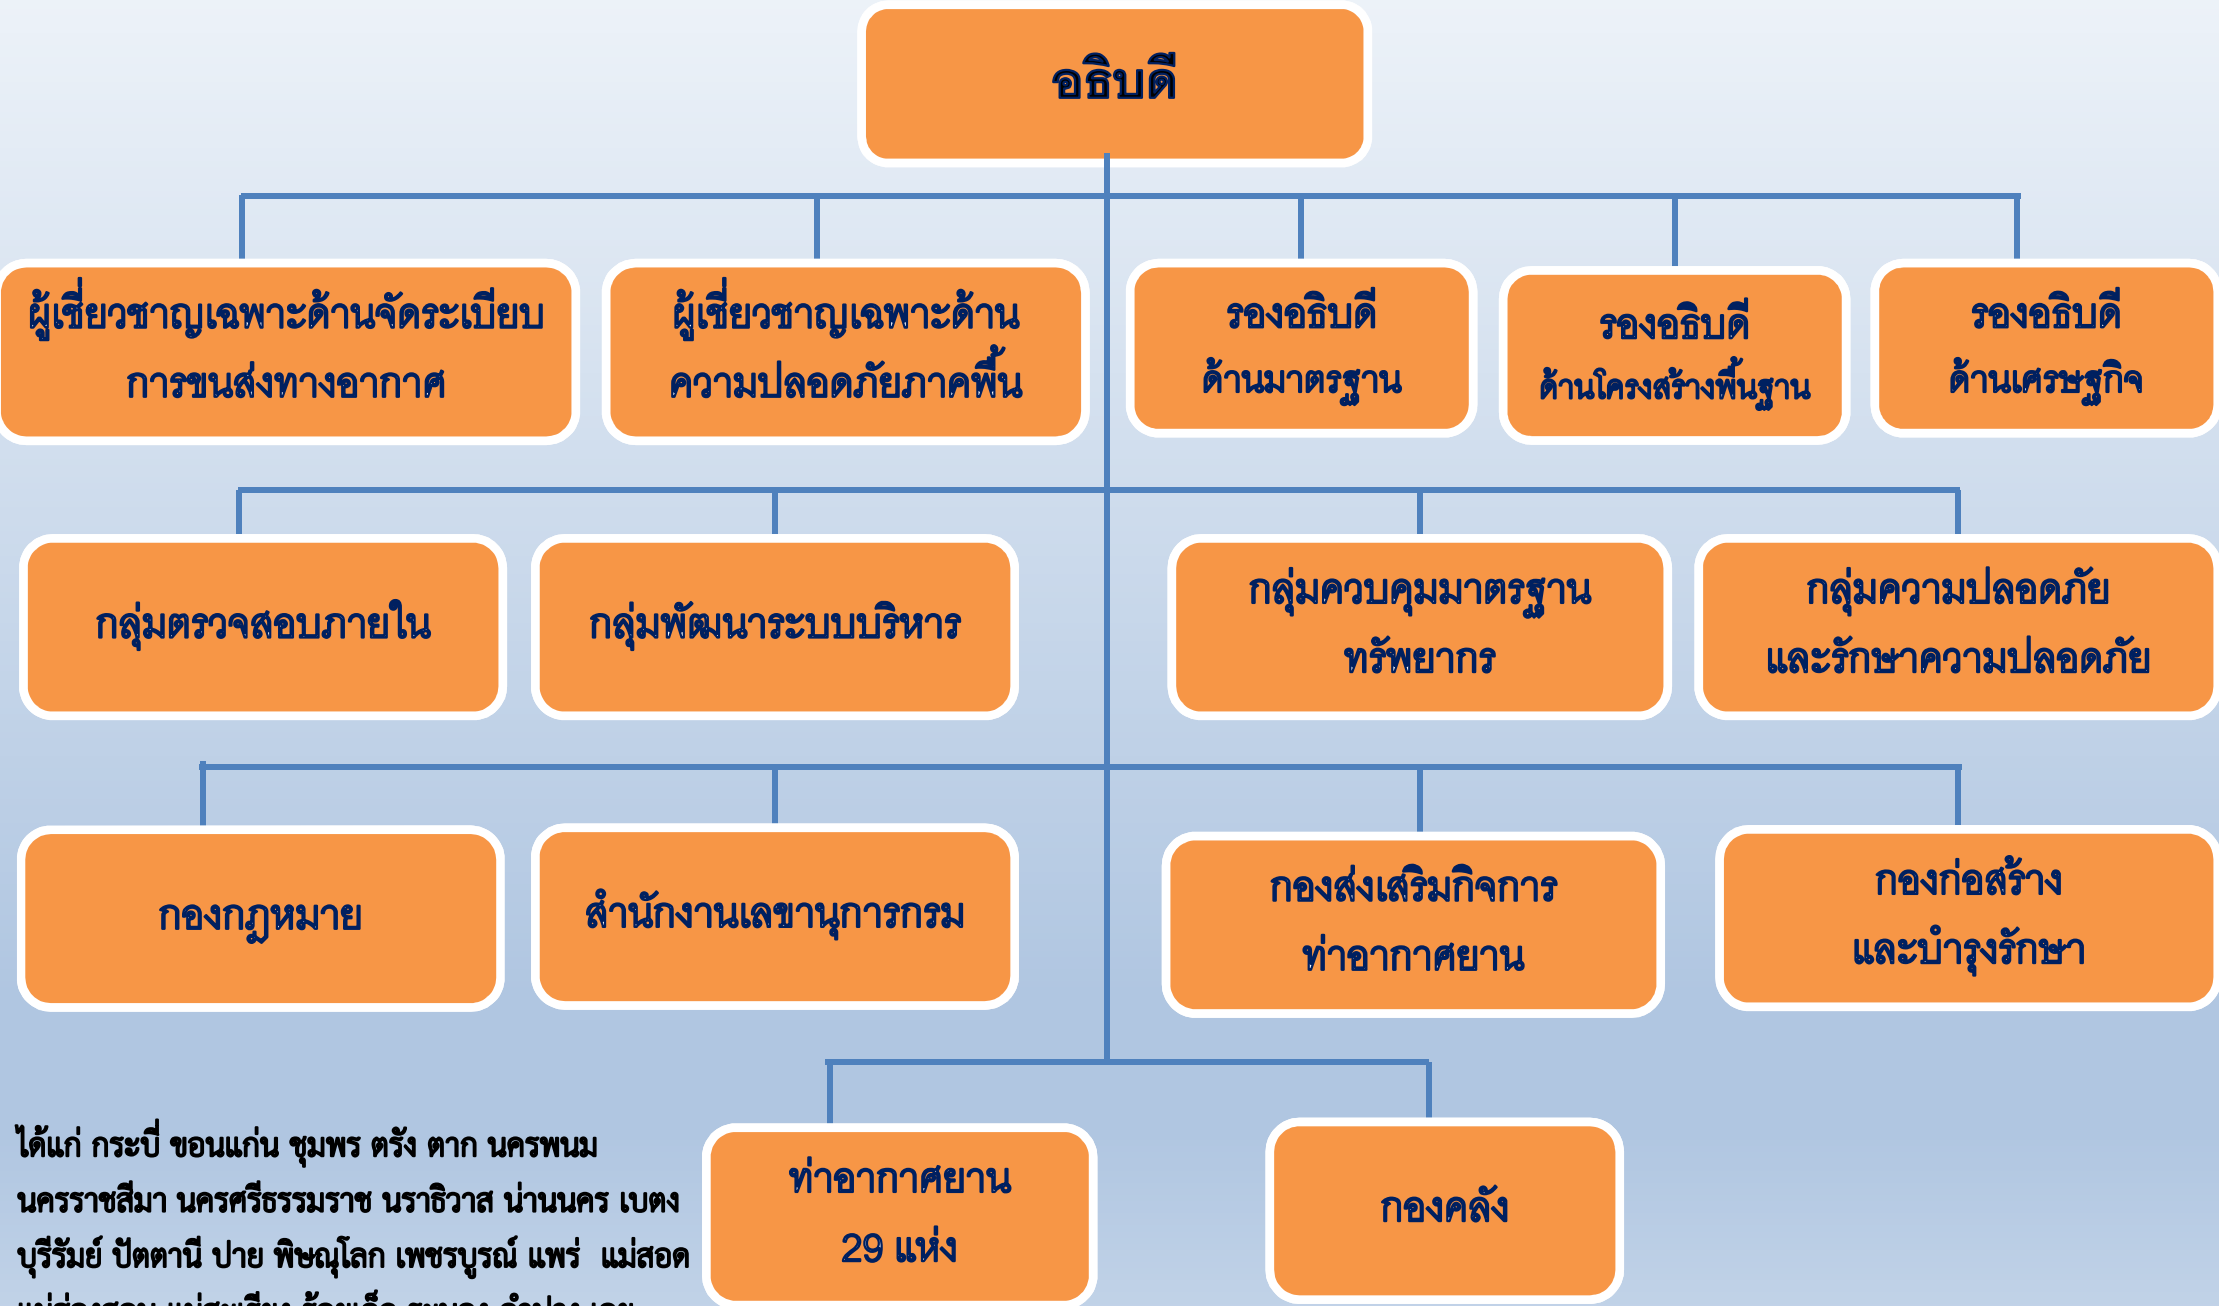 อธิบดี
ผู้เชี่ยวชาญเฉพาะด้านจัดระเบียบ
การขนส่งทางอากาศ
ผู้เชี่ยวชาญเฉพาะด้าน
ความปลอดภัยภาคพื้น
รองอธิบดี
ด้านมาตรฐาน
รองอธิบดี
ด้านโครงสร้างพื้นฐาน
รองอธิบดี
ด้านเศรษฐกิจ
กลุ่มตรวจสอบภายใน
กลุ่มพัฒนาระบบบริหาร
กลุ่มควบคุมมาตรฐาน
ทรัพยากร
กลุ่มความปลอดภัย
และรักษาความปลอดภัย
กองกฎหมาย
สำนักงานเลขานุการกรม
กองส่งเสริมกิจการ
ท่าอากาศยาน
กองก่อสร้าง
และบำรุงรักษา
ท่าอากาศยาน
29 แห่ง
กองคลัง
ได้แก่ กระบี่ ขอนแก่น ชุมพร ตรัง ตาก นครพนม
นครราชสีมา นครศรีธรรมราช นราธิวาส น่านนคร เบตง
บุรีรัมย์ ปัตตานี ปาย พิษณุโลก เพชรบูรณ์ แพร่ แม่สอด